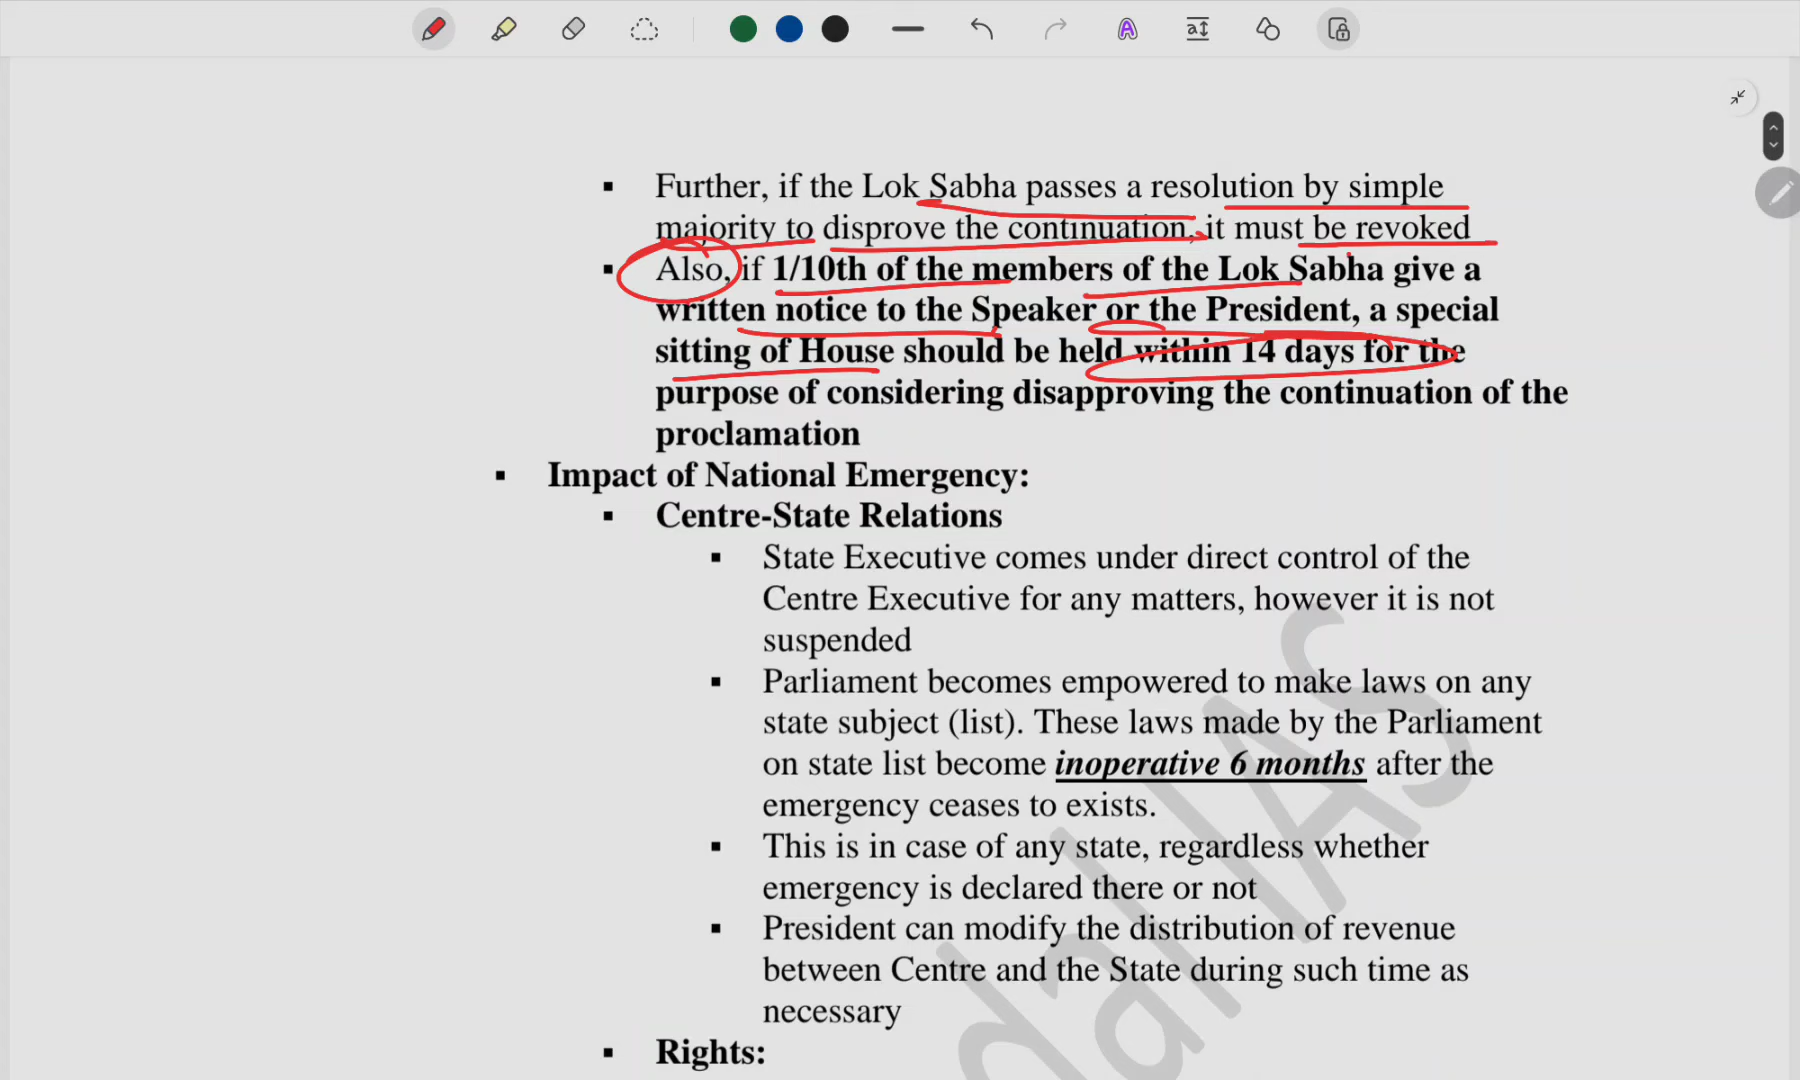 Further, if the Lok Sabha passes a resolution by simple
majority to disprove the continuation, it must be revoked
Also, if 1/10th of the members of the Lok Sabha give a
written notice to the Speaker or the President, a special
sitting of House should be held within 14 days for the
purpose of considering disapproving the continuation of the
proclamation
Impact of National Emergency:
Centre-State Relations
State Executive comes under direct control of the
Centre Executive for any matters, however it is not
suspended
Parliament becomes empowered to make laws on any
state subject (list). These laws made by the Parliament
on state list become inoperative 6 months after the
emergency ceases to exists.
This is in case of any state, regardless whether
emergency is declared there or not
President can modify the distribution of revenue
between Centre and the State during such time as
necessary
Rights:
IAS